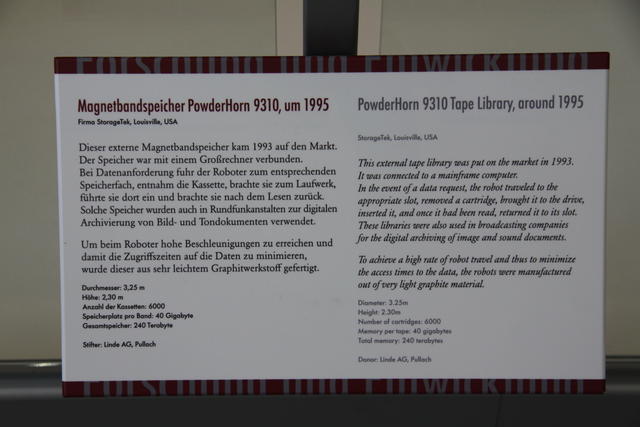 Forschung und Entwicklung
Magnetbandspeicher PowderHorn 9310, um 1995
Firma StorageTek, Louisville, USA
Dieser externe Magnetbandspeicher kam 1993 auf den Markt.
Der Speicher war mit einem Großrechner verbunden.
Bei Datenanforderung fuhr der Roboter zum entsprechenden
Speicherfach, entnahm die Kassette, brachte sie zum Laufwerk,
führte sie dort ein und brachte sie nach dem Lesen zurück.
Solche Speicher wurden auch in Rundfunkanstalten zur digitalen
Archivierung von Bild- und Tondokumenten verwendet.
Um beim Roboter hohe Beschleunigungen zu erreichen und
damit die Zugriffszeiten auf die Daten zu minimieren,
wurde dieser aus sehr leichtem Graphitwerkstoff gefertigt.
Durchmesser: 3,25 m
Höhe: 2,30 m
Anzahl der Kassetten: 6000
Speicherplatz pro Band: 40 Gigabyte
Gesamtspeicher: 240 Terabyte
Stifter: Linde AG, Pullach
PowderHorn 9310 Tape Library, around 1995
StorageTek, Louisville, USA
This external tape library was put on the market in 1993.
It was connected to a mainframe computer.
In the event of a data request, the robot traveled to the
appropriate slot, removed a cartridge, brought it to the drive,
inserted it, and once it had been read, returned it to its slot.
These libraries were also used in broadcasting companies
for the digital archiving of image and sound documents.
To achieve a high rate of robot travel and thus to minimize
the access times to the data, the robots were manufactured
out of very light graphite material.
Diameter: 3.25m
Height: 2.30m
Number of cartridges: 6000
Memory per tape: 40 gigabytes
Total memory: 240 terabytes
Donor: Linde AG, Pullach
Forschung und Entwicklung